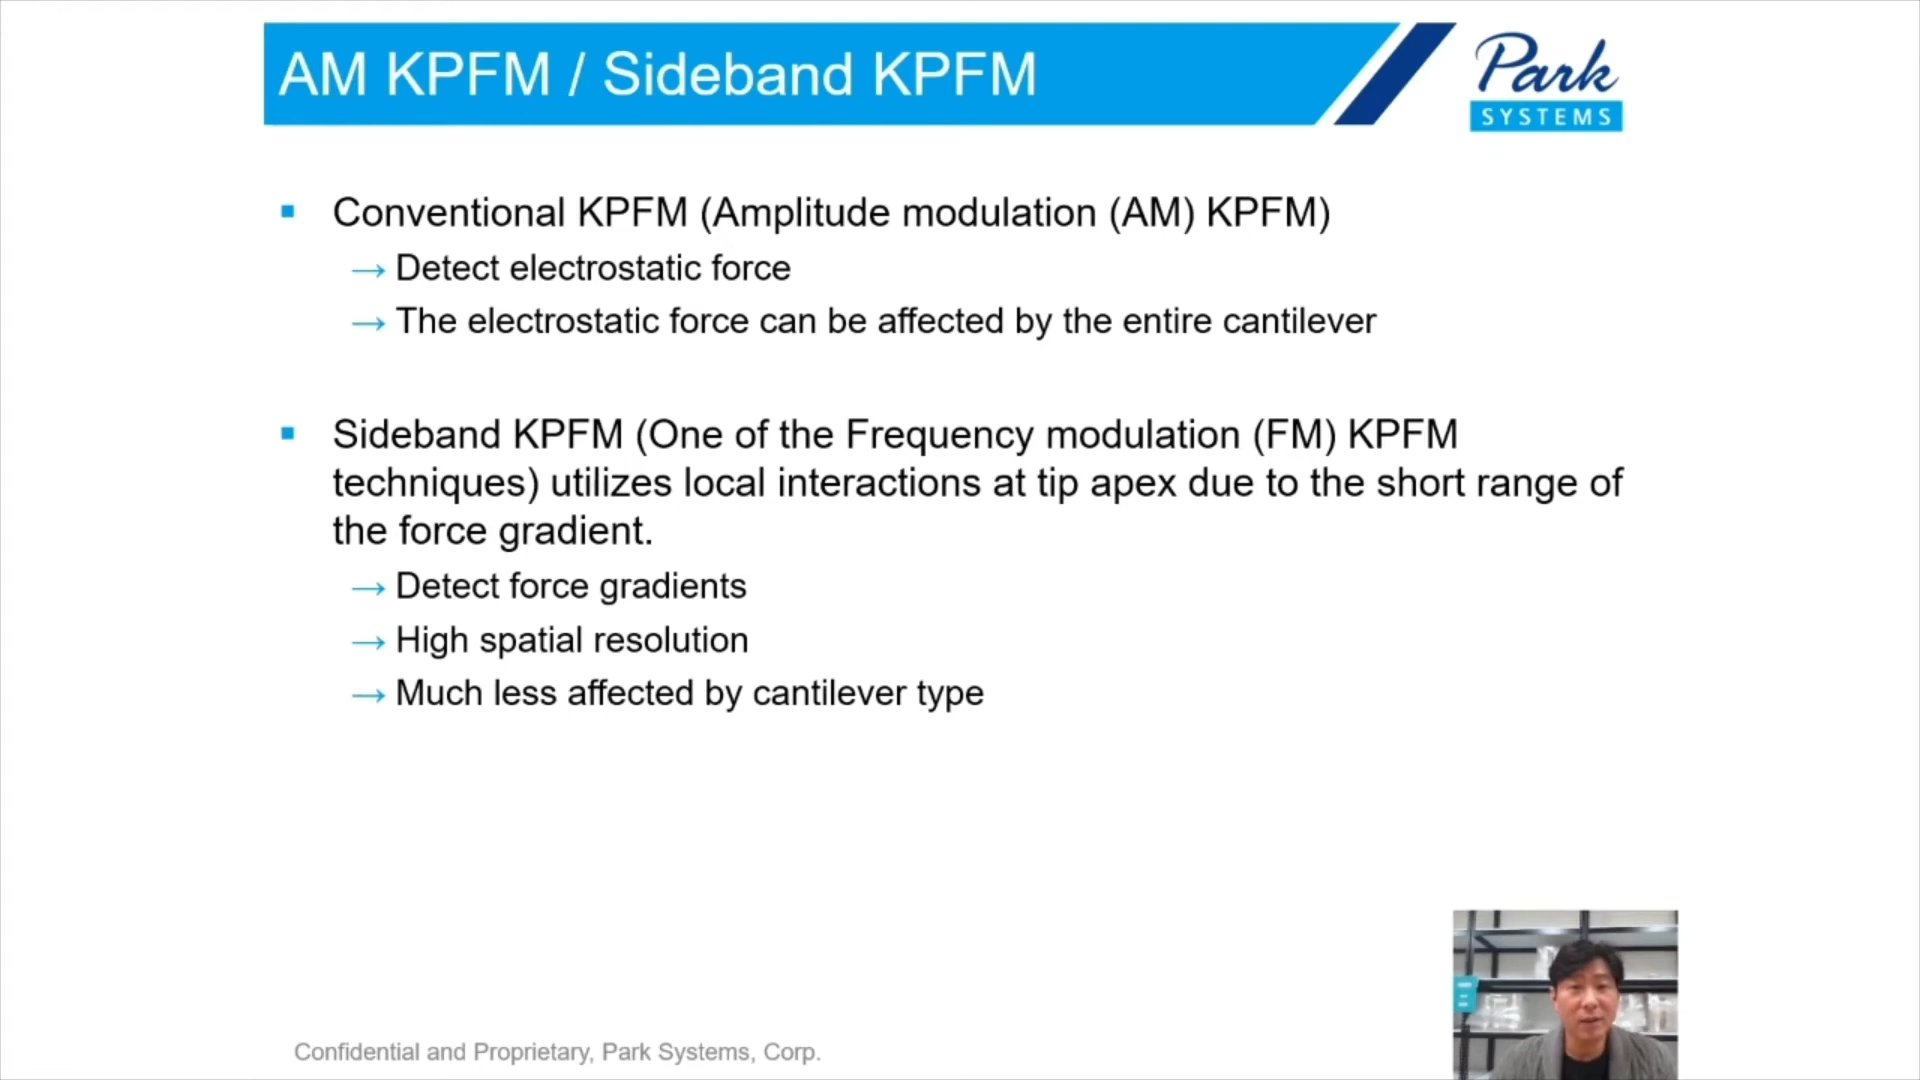 AM KPFM / Sideband KPFM
Park
SYSTEMS
▪ Conventional KPFM (Amplitude modulation (AM) KPFM)
→ Detect electrostatic force
→ The electrostatic force can be affected by the entire cantilever
▪ Sideband KPFM (One of the Frequency modulation (FM) KPFM
techniques) utilizes local interactions at tip apex due to the short range of
the force gradient.
→ Detect force gradients
→ High spatial resolution
→ Much less affected by cantilever type
Confidential and Proprietary, Park Systems, Corp.